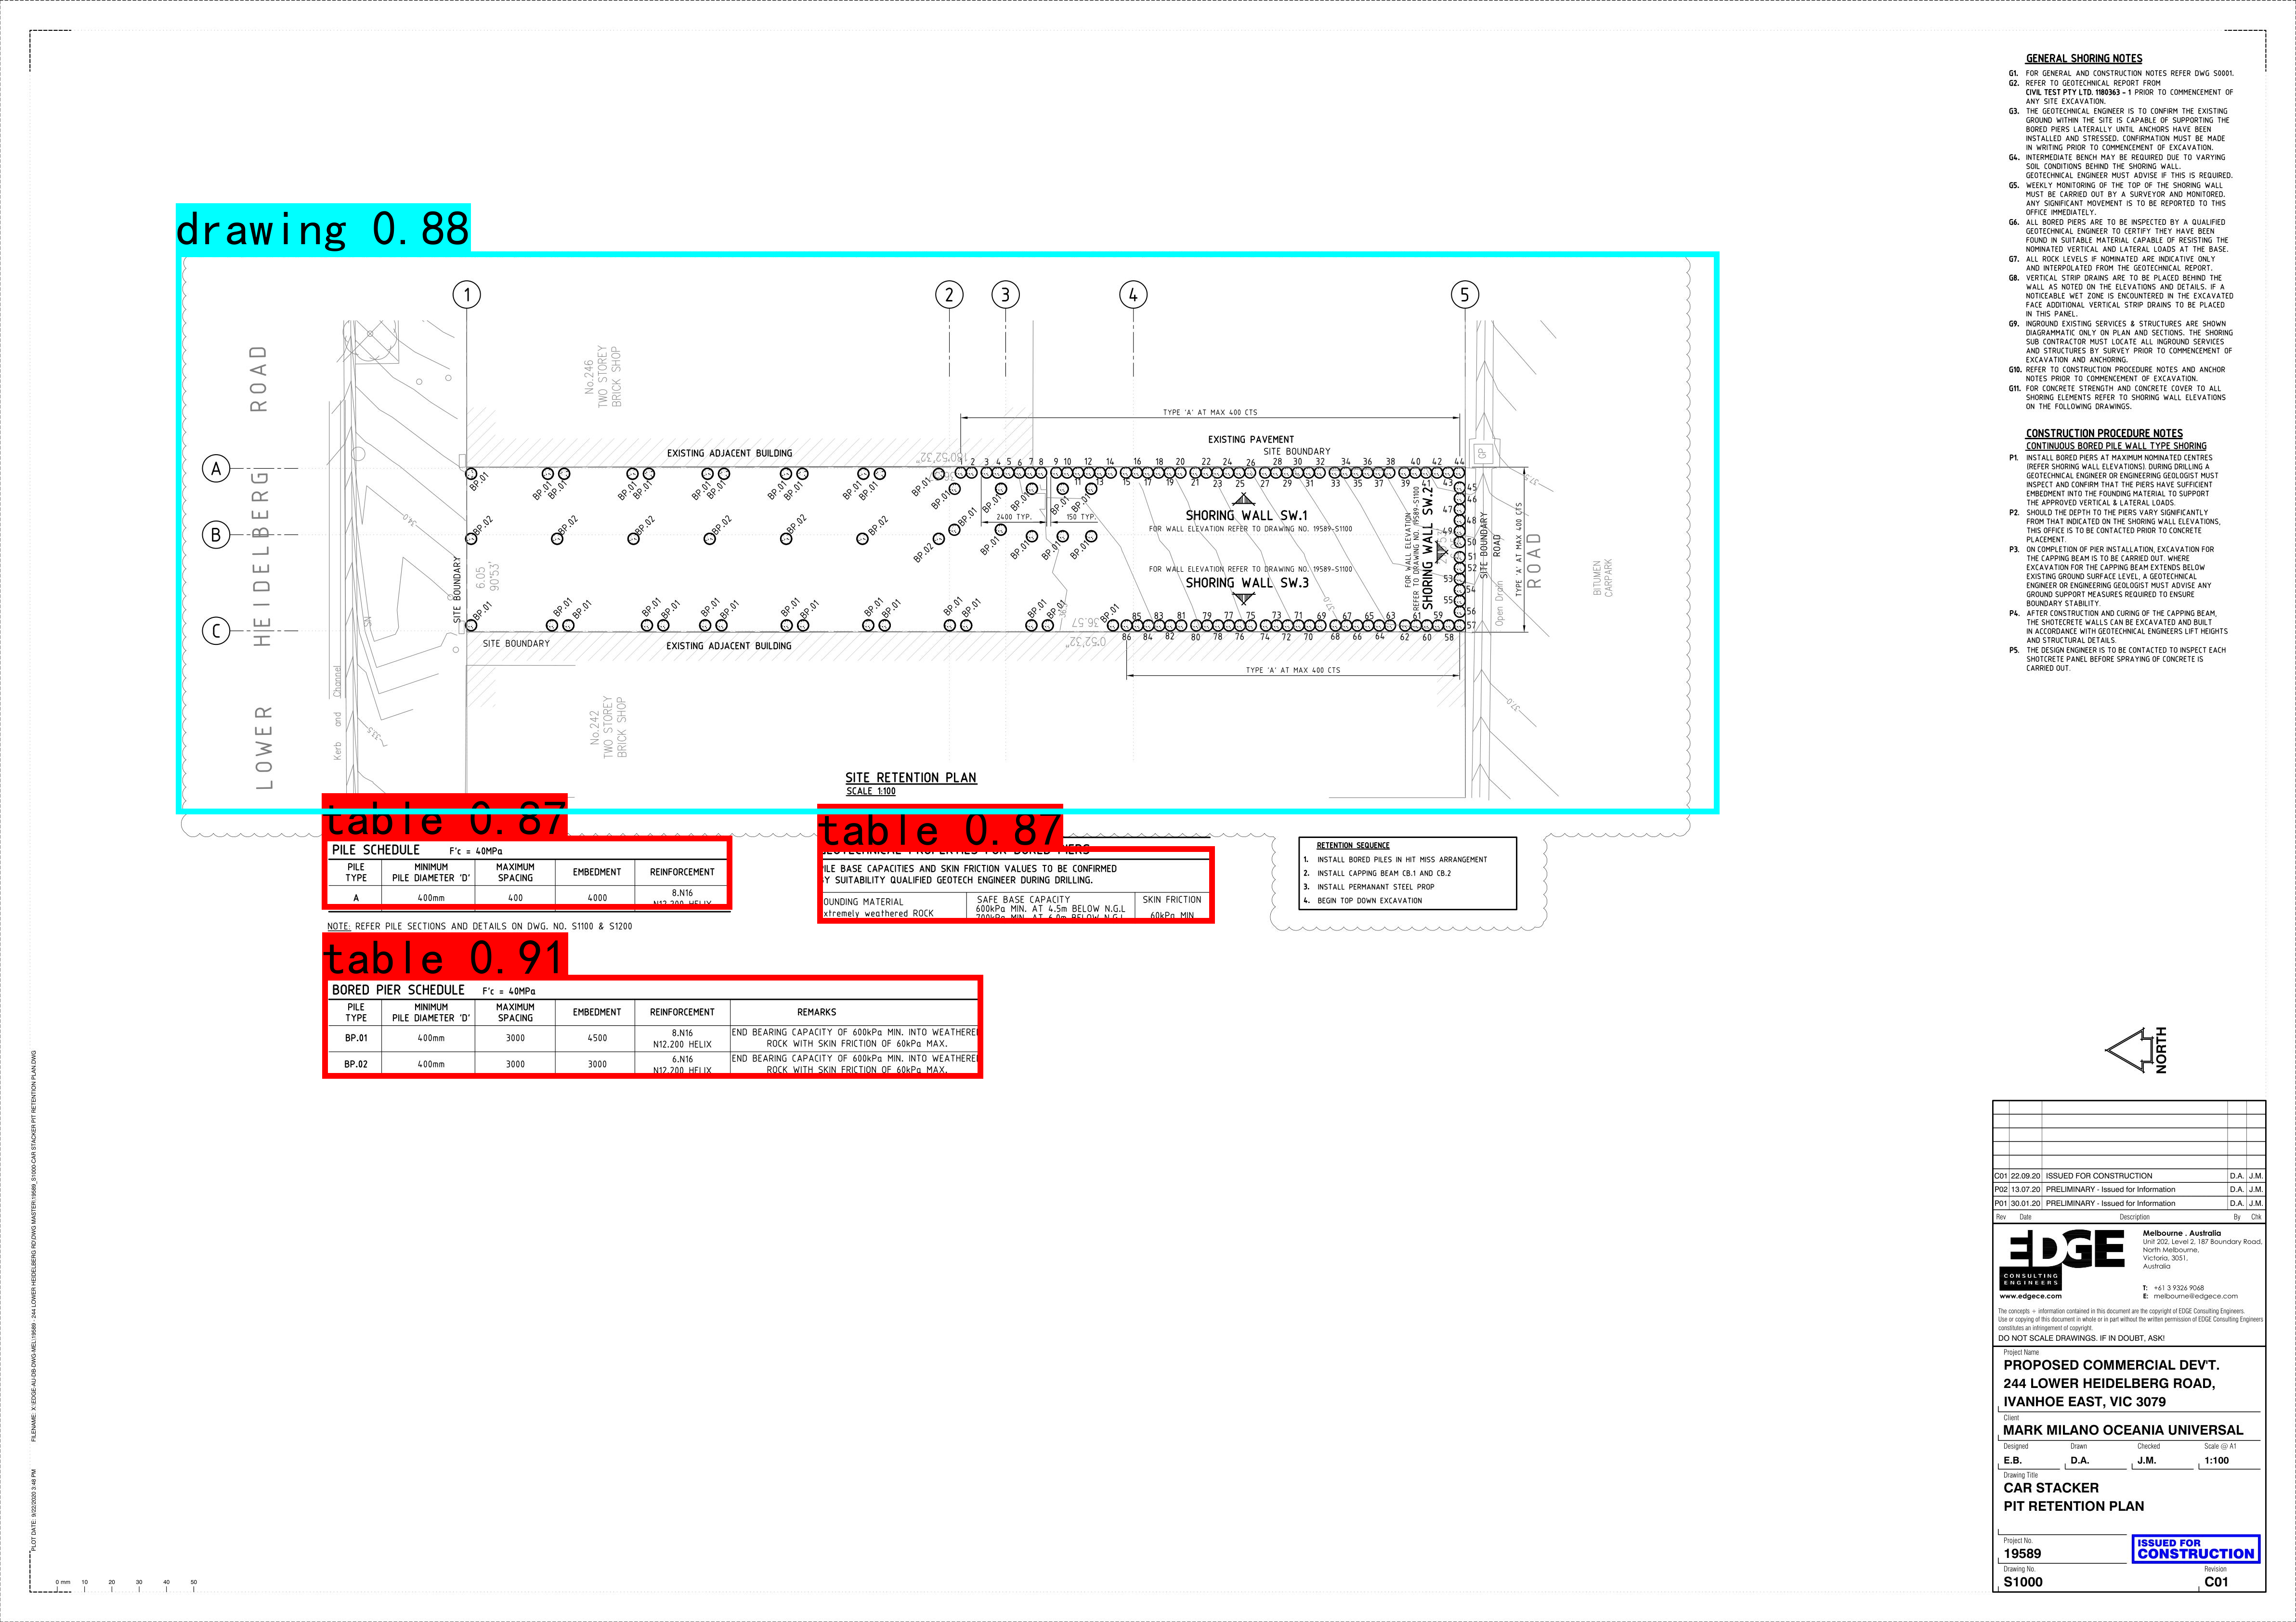 GENERAL SHORING NOTES
G1. FOR GENERAL AND CONSTRUCTION NOTES REFER DWG S0001.
G2. REFER TO GEOTECHNICAL REPORT FROM
CIVIL TEST PTY LTD. 1180363 - 1 PRIOR TO COMMENCEMENT OF
ANY SITE EXCAVATION.
G3. THE GEOTECHNICAL ENGINEER IS TO CONFIRM THE EXISTING
GROUND WITHIN THE SITE IS CAPABLE OF SUPPORTING THE
BORED PIERS LATERALLY UNTIL ANCHORS HAVE BEEN
INSTALLED AND STRESSED. CONFIRMATION MUST BE MADE
IN WRITING PRIOR TO COMMENCEMENT OF EXCAVATION.
G4. INTERMEDIATE BENCH MAY BE REQUIRED DUE TO VARYING
SOIL CONDITIONS BEHIND THE SHORING WALL.
GEOTECHNICAL ENGINEER MUST ADVISE IF THIS IS REQUIRED.
G5. WEEKLY MONITORING OF THE TOP OF THE SHORING WALL
MUST BE CARRIED OUT BY A SURVEYOR AND MONITORED.
ANY SIGNIFICANT MOVEMENT IS TO BE REPORTED TO THIS
OFFICE IMMEDIATELY.
G6. ALL BORED PIERS ARE TO BE INSPECTED BY A QUALIFIED
GEOTECHNICAL ENGINEER TO CERTIFY THEY HAVE BEEN
FOUND IN SUITABLE MATERIAL CAPABLE OF RESISTING THE
NOMINATED VERTICAL AND LATERAL LOADS AT THE BASE.
G7. ALL ROCK LEVELS IF NOMINATED ARE INDICATIVE ONLY
AND INTERPOLATED FROM THE GEOTECHNICAL REPORT.
G8. VERTICAL STRIP DRAINS ARE TO BE PLACED BEHIND THE
WALL AS NOTED ON THE ELEVATIONS AND DETAILS. IF A
NOTICEABLE WET ZONE IS ENCOUNTERED IN THE EXCAVATED
FACE ADDITIONAL VERTICAL STRIP DRAINS TO BE PLACED
IN THIS PANEL.
G9. INGROUND EXISTING SERVICES & STRUCTURES ARE SHOWN
DIAGRAMMATIC ONLY ON PLAN AND SECTIONS. THE SHORING
SUB CONTRACTOR MUST LOCATE ALL INGROUND SERVICES
AND STRUCTURES BY SURVEY PRIOR TO COMMENCEMENT OF
EXCAVATION AND ANCHORING.
G10. REFER TO CONSTRUCTION PROCEDURE NOTES AND ANCHOR
NOTES PRIOR TO COMMENCEMENT OF EXCAVATION.
G11. FOR CONCRETE STRENGTH AND CONCRETE COVER TO ALL
SHORING ELEMENTS REFER TO SHORING WALL ELEVATIONS
ON THE FOLLOWING DRAWINGS.
CONSTRUCTION PROCEDURE NOTES
CONTINUOUS BORED PILE WALL TYPE SHORING
P1. INSTALL BORED PIERS AT MAXIMUM NOMINATED CENTRES
(REFER SHORING WALL ELEVATIONS). DURING DRILLING A
GEOTECHNICAL ENGINEER OR ENGINEERING GEOLOGIST MUST
INSPECT AND CONFIRM THAT THE PIERS HAVE SUFFICIENT
EMBEDMENT INTO THE FOUNDING MATERIAL TO SUPPORT
THE APPROVED VERTICAL & LATERAL LOADS.
P2. SHOULD THE DEPTH TO THE PIERS VARY SIGNIFICANTLY
FROM THAT INDICATED ON THE SHORING WALL ELEVATIONS,
THIS OFFICE IS TO BE CONTACTED PRIOR TO CONCRETE
PLACEMENT.
P3. ON COMPLETION OF PIER INSTALLATION, EXCAVATION FOR
THE CAPPING BEAM IS TO BE CARRIED OUT. WHERE
EXCAVATION FOR THE CAPPING BEAM EXTENDS BELOW
EXISTING GROUND SURFACE LEVEL, A GEOTECHNICAL
ENGINEER OR ENGINEERING GEOLOGIST MUST ADVISE ANY
GROUND SUPPORT MEASURES REQUIRED TO ENSURE
BOUNDARY STABILITY.
P4. AFTER CONSTRUCTION AND CURING OF THE CAPPING BEAM,
THE SHOTECRETE WALLS CAN BE EXCAVATED AND BUILT
IN ACCORDANCE WITH GEOTECHNICAL ENGINEERS LIFT HEIGHTS
AND STRUCTURAL DETAILS.
P5. THE DESIGN ENGINEER IS TO BE CONTACTED TO INSPECT EACH
SHOTCRETE PANEL BEFORE SPRAYING OF CONCRETE IS
CARRIED OUT.
drawing 0.88
1 2 3 4 5
A
B
C
LOWER HEIDELBERG ROAD
Kerb and Channel
No.246
TWO STOREY
BRICK SHOP
TYPE 'A' AT MAX 400 CTS
EXISTING PAVEMENT
SITE BOUNDARY
EXISTING ADJACENT BUILDING
SHORING WALL SW.1
FOR WALL ELEVATION REFER TO DRAWING NO. 19589-S1100
2400 TYP.
150 TYP.
FOR WALL ELEVATION REFER TO DRAWING NO. 19589-S1100
SHORING WALL SW.3
SHORING WALL SW.2
FOR WALL ELEVATION
REFER TO DRAWING NO. 19589-S1100
SITE BOUNDARY
ROAD
TYPE 'A' AT MAX 400 CTS
ROAD
Open Drain
GP
BITUMEN
CARPARK
SITE BOUNDARY
6.05
90°53'
SITE BOUNDARY
EXISTING ADJACENT BUILDING
TYPE 'A' AT MAX 400 CTS
No.242
TWO STOREY
BRICK SHOP
SITE RETENTION PLAN
SCALE 1:100
table 0.87
PILE SCHEDULE F'c = 40MPa
PILE TYPE MINIMUM PILE DIAMETER 'D' MAXIMUM SPACING EMBEDMENT REINFORCEMENT
A 400mm 400 4000 8.N16
N12.200 HELIX
NOTE: REFER PILE SECTIONS AND DETAILS ON DWG. NO. S1100 & S1200
table 0.87
PILE BASE CAPACITIES AND SKIN FRICTION VALUES TO BE CONFIRMED
BY SUITABILITY QUALIFIED GEOTECH ENGINEER DURING DRILLING.
FOUNDING MATERIAL SAFE BASE CAPACITY SKIN FRICTION
Extremely weathered ROCK 600kPa MIN. AT 4.5m BELOW N.G.L
60kPa MIN
RETENTION SEQUENCE
1. INSTALL BORED PILES IN HIT MISS ARRANGEMENT
2. INSTALL CAPPING BEAM CB.1 AND CB.2
3. INSTALL PERMANANT STEEL PROP
4. BEGIN TOP DOWN EXCAVATION
table 0.91
BORED PIER SCHEDULE F'c = 40MPa
PILE TYPE MINIMUM PILE DIAMETER 'D' MAXIMUM SPACING EMBEDMENT REINFORCEMENT REMARKS
BP.01 400mm 3000 4500 8.N16 N12.200 HELIX END BEARING CAPACITY OF 600kPa MIN. INTO WEATHERE
ROCK WITH SKIN FRICTION OF 60kPa MAX.
BP.02 400mm 3000 3000 6.N16 N12.200 HELIX END BEARING CAPACITY OF 600kPa MIN. INTO WEATHERE
ROCK WITH SKIN FRICTION OF 60kPa MAX.
NORTH
C01 22.09.20 ISSUED FOR CONSTRUCTION D.A. J.M.
P02 13.07.20 PRELIMINARY - Issued for Information D.A. J.M.
P01 30.01.20 PRELIMINARY - Issued for Information D.A. J.M.
Rev Date Description By Chk
EDGE
CONSULTING
ENGINEERS
www.edgece.com
Melbourne . Australia
Unit 202, Level 2, 187 Boundary Road,
North Melbourne,
Victoria, 3051,
Australia
T: +61 3 9326 9068
E: melbourne@edgece.com
The concepts + information contained in this document are the copyright of EDGE Consulting Engineers.
Use or copying of this document in whole or in part without the written permission of EDGE Consulting Engineers
constitutes an infringement of copyright.
DO NOT SCALE DRAWINGS. IF IN DOUBT, ASK!
Project Name
PROPOSED COMMERCIAL DEV'T.
244 LOWER HEIDELBERG ROAD,
IVANHOE EAST, VIC 3079
Client
MARK MILANO OCEANIA UNIVERSAL
Designed Drawn Checked Scale @ A1
E.B. D.A. J.M. 1:100
Drawing Title
CAR STACKER
PIT RETENTION PLAN
Project No.
19589
ISSUED FOR
CONSTRUCTION
Drawing No. Revision
S1000 C01
PLOT DATE: 9/22/2020 3:48 PM FILENAME: X:\EDGE-AU-DB-DWG-MEL\19589 - 244 LOWER HEIDELBERG RD\DWG MASTER\19589_S1000-CAR STACKER PIT RETENTION PLAN.DWG
0 mm 10 20 30 40 50